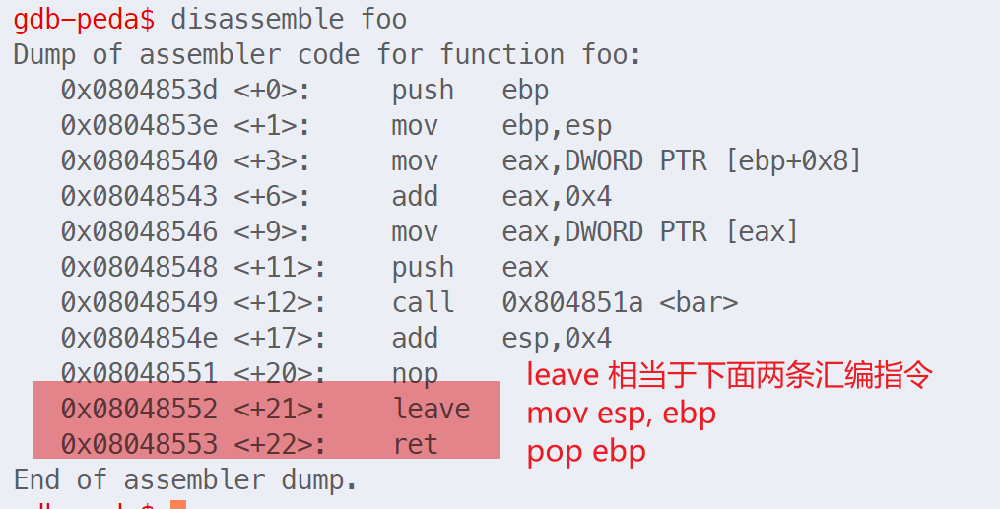 gdb-peda$ disassemble foo
Dump of assembler code for function foo:
0x0804853d <+0>: push ebp
0x0804853e <+1>: mov ebp,esp
0x08048540 <+3>: mov eax,DWORD PTR [ebp+0x8]
0x08048543 <+6>: add eax,0x4
0x08048546 <+9>: mov eax,DWORD PTR [eax]
0x08048548 <+11>: push eax
0x08048549 <+12>: call 0x804851a <bar>
0x0804854e <+17>: add esp,0x4
0x08048551 <+20>: nop
leave 相当于下面两条汇编指令
0x08048552 <+21>: leave
mov esp, ebp
0x08048553 <+22>: ret
pop ebp
End of assembler dump.